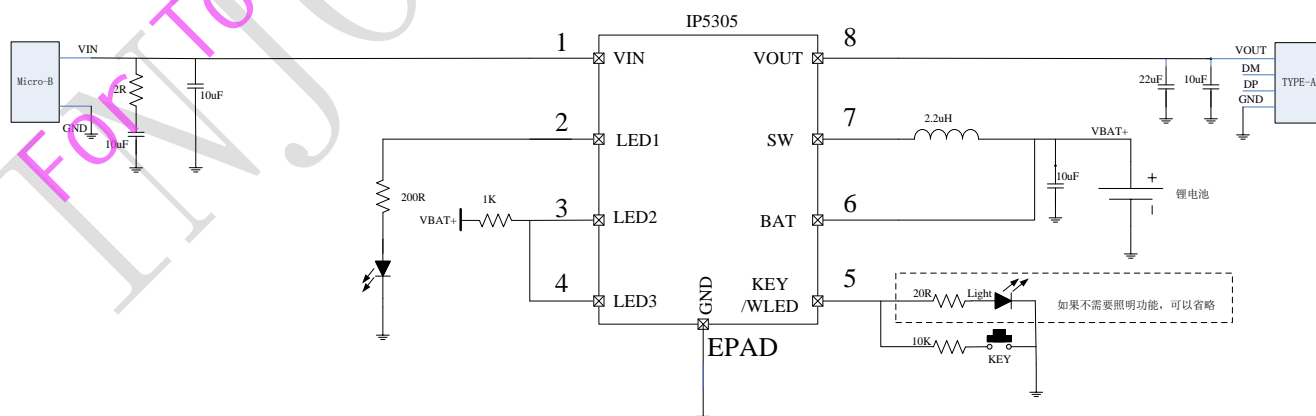 IP5305
Micro-B
VIN
GND
2R
10uF
10uF
1
VIN
2
LED1
3
LED2
4
LED3
200R
VBAT+
1K
GND
EPAD
8
VOUT
7
SW
6
BAT
5
KEY
/WLED
22uF
10uF
VOUT
DM
DP
GND
TYPE-A
2.2uH
VBAT+
10uF
+
锂电池
20R
Light
如果不需要照明功能，可以省略
10K
KEY
For To
INJO